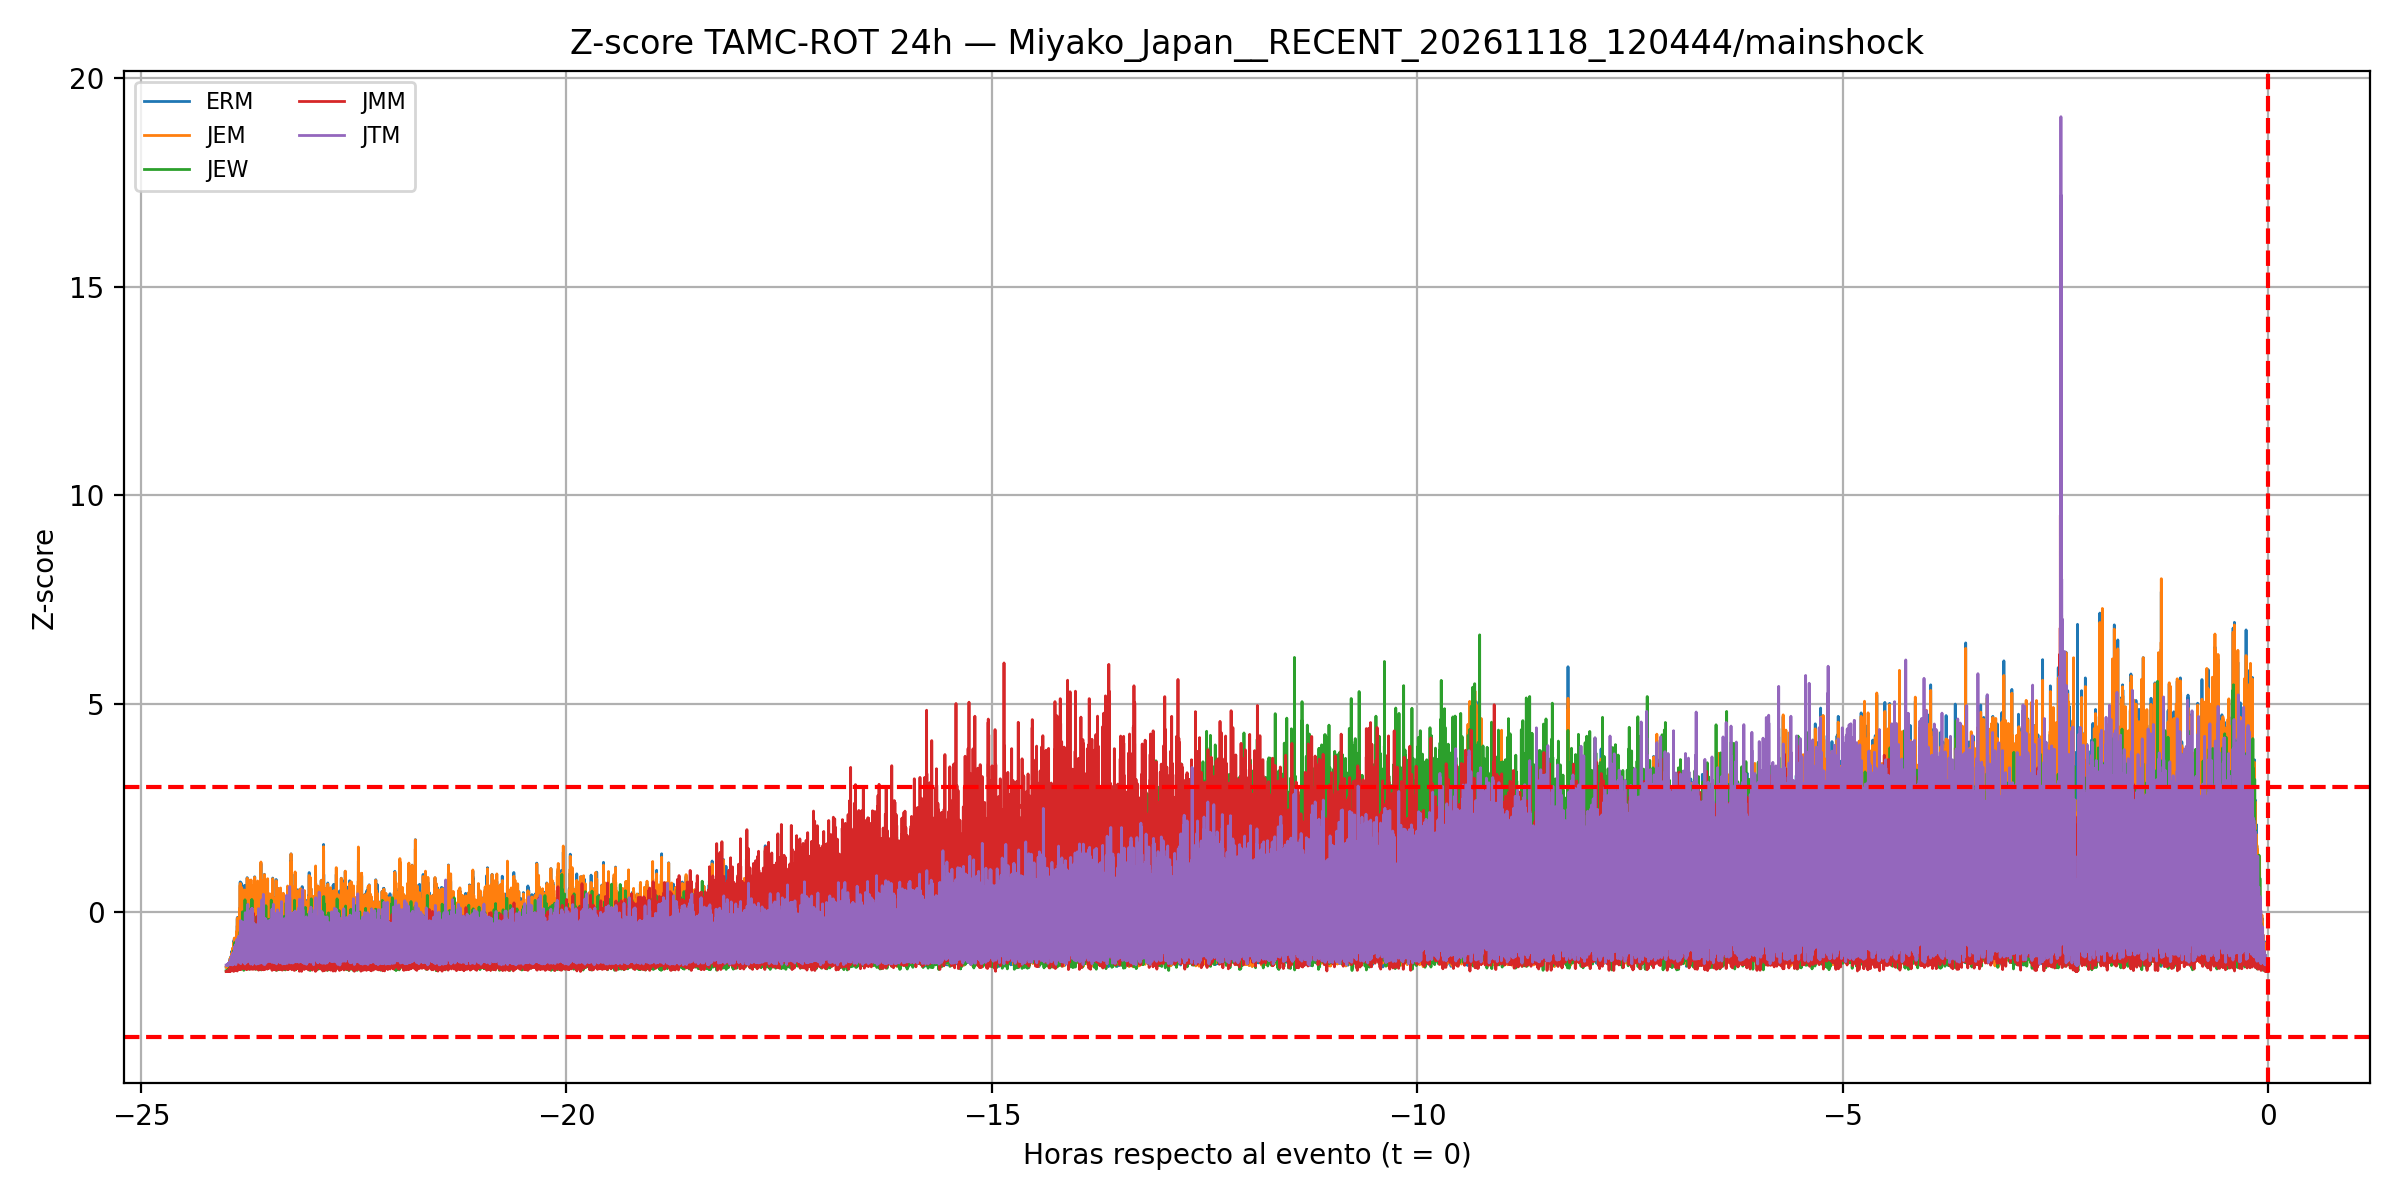 Z-score TAMC-ROT 24h — Miyako_Japan__RECENT_20261118_120444/mainshock
ERM
JEM
JEW
JMM
JTM
Z-score
20
15
10
5
0
−25
−20
−15
−10
−5
0
Horas respecto al evento (t = 0)